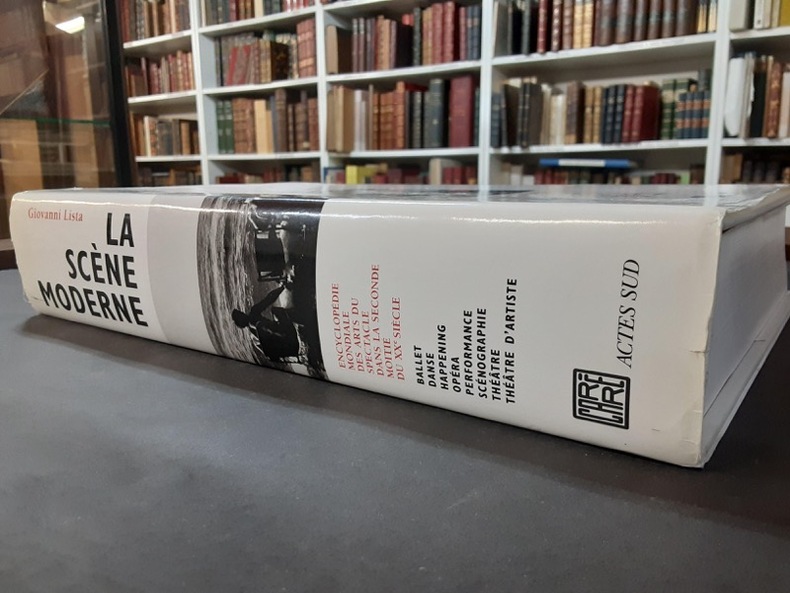 Giovanni Lista
LA
SCÈNE
MODERNE
ENCYCLOPÉDIE
MONDIALE
DES ARTS DU
SPECTACLE
DANS LA SECONDE
MOITIÉ
DU XXe SIÈCLE
BALLET
DANSE
HAPPENING
OPÉRA
PERFORMANCE
SCÉNOGRAPHIE
THÉÂTRE
THÉÂTRE D'ARTISTE
CARRE
ACTES SUD